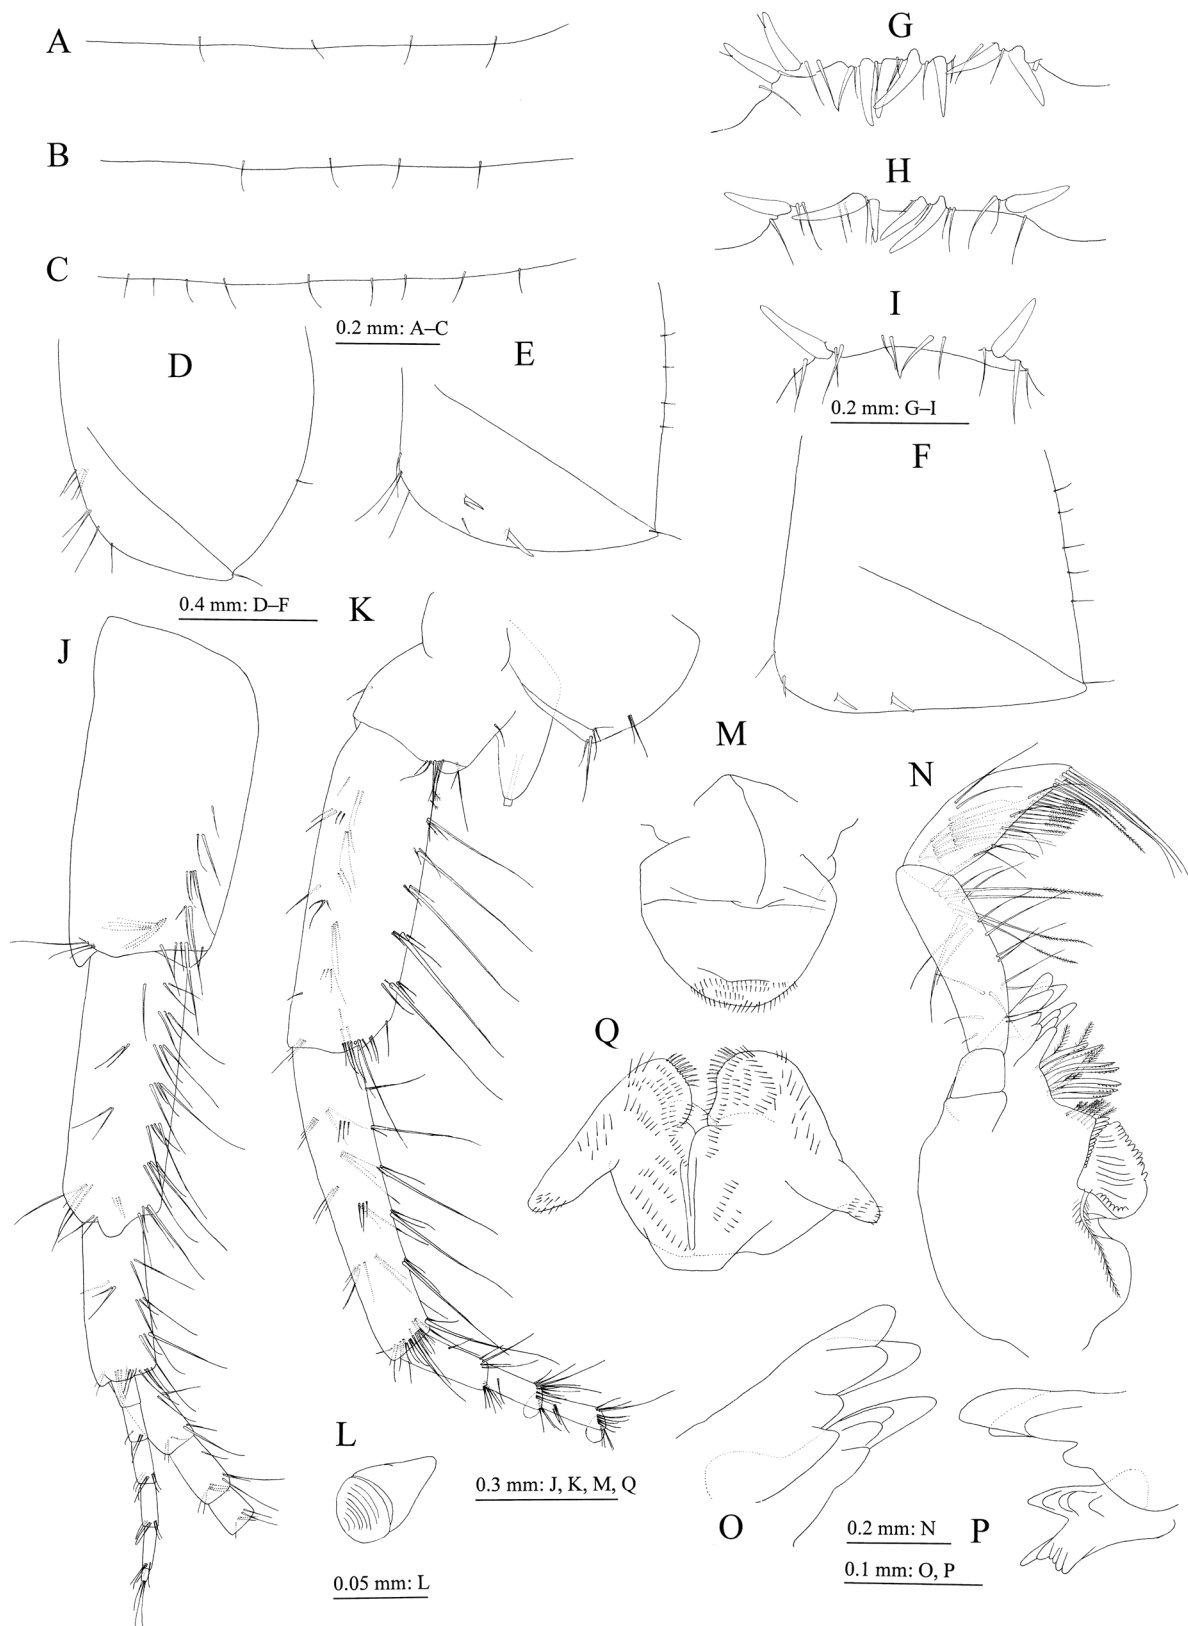 A
G
B
H
C
0.2 mm: A–C
I
D
E
0.2 mm: G–I
F
0.4 mm: D–F
K
J
M
N
Q
L
0.3 mm: J, K, M, Q
O
0.2 mm: N
P
0.05 mm: L
0.1 mm: O, P